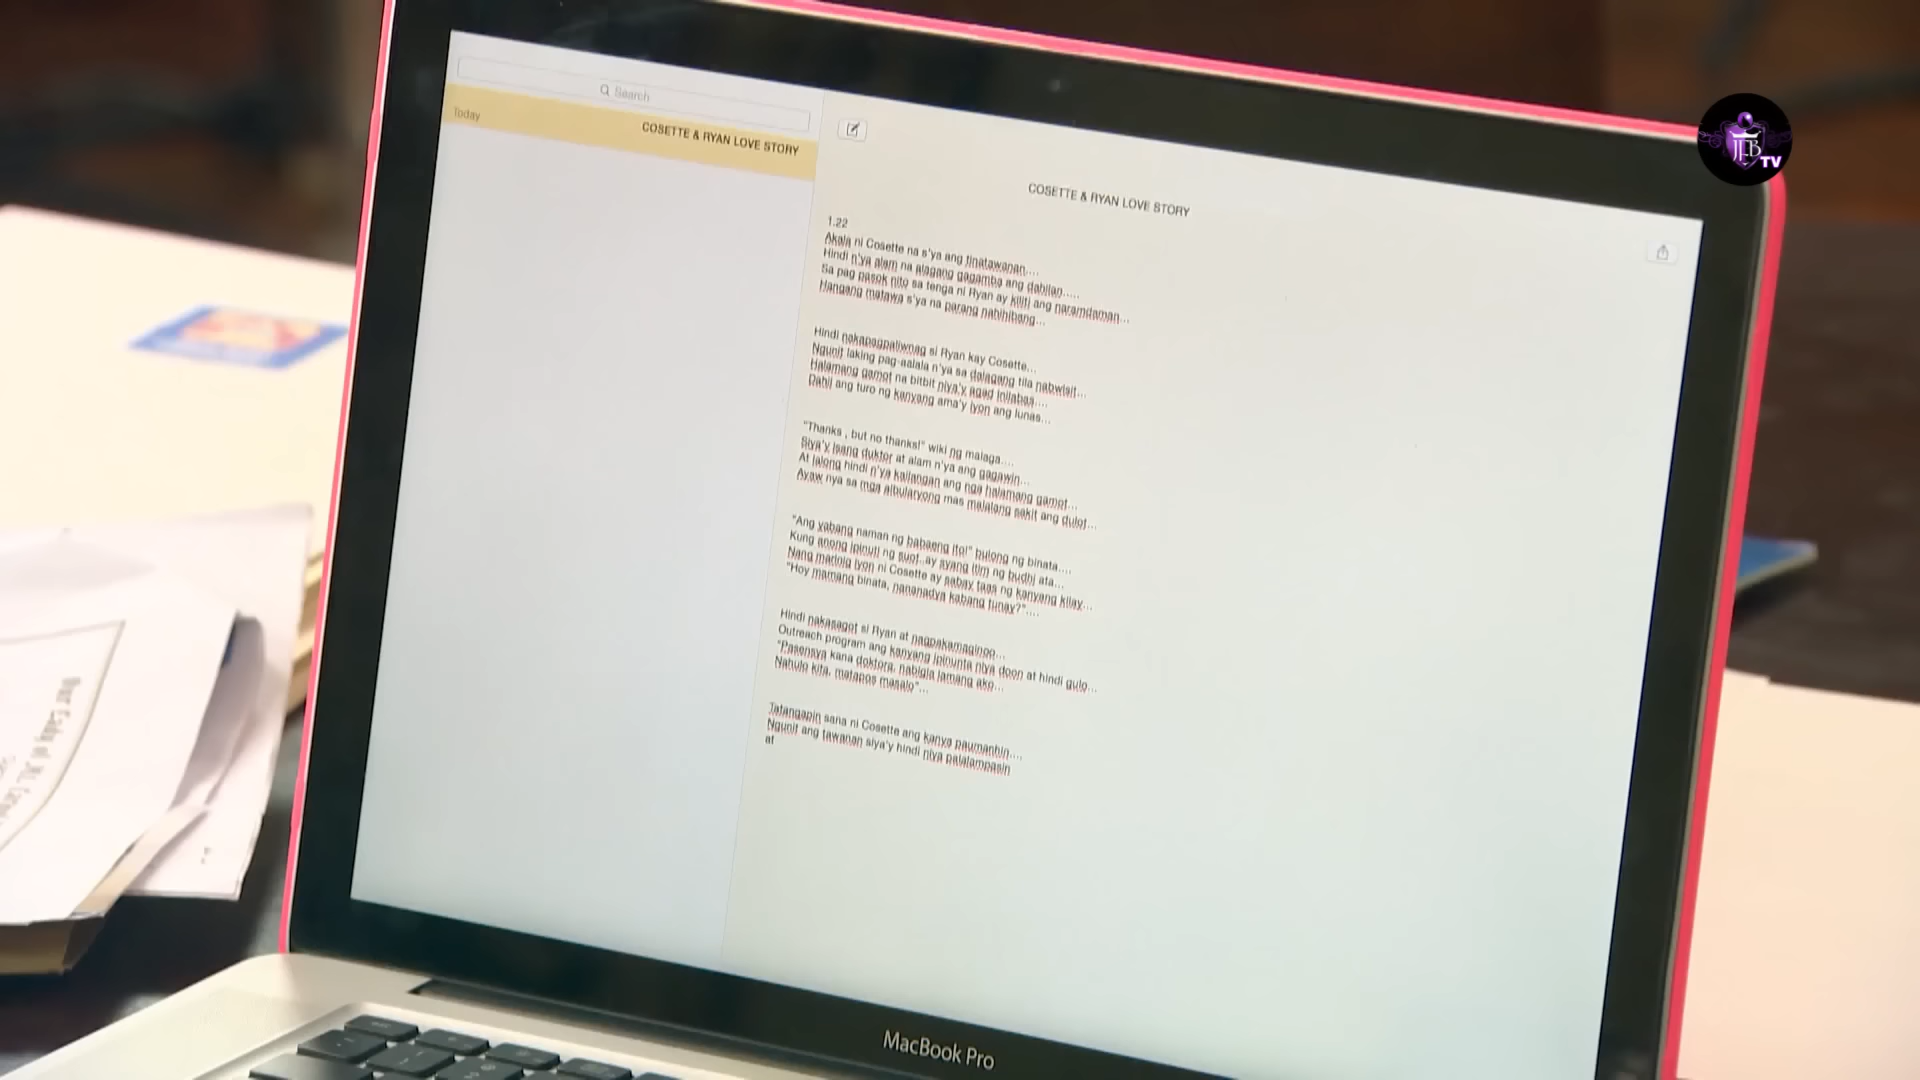 Search
Today
COSETTE & RYAN LOVE STORY
COSETTE & RYAN LOVE STORY
1.22
Akala ni Cosette na s'ya ang tinatawanan....
Hindi n'ya alam na alagang gagamba ang dahilan.....
Sa pag pasok nito sa tenga ni Ryan ay kiliti ang naramdaman...
Hangang matawa s'ya na parang nahihibang...
Hindi nakapagpaliwnag si Ryan kay Cosette...
Ngunit laking pag-aalala n'ya sa dalagang tila nabwisit...
Halamang gamot na bitbit niya'y agad inilabas....
Dahil ang turo ng kanyang ama'y iyon ang lunas...
"Thanks , but no thanks!" wiki ng malaga....
Siya'y isang duktor at alam n'ya ang gagawin...
At lalong hindi n'ya kailangan ang nga halamang gamot...
Ayaw nya sa mga albularyong mas malalang sakit ang dulot...
"Ang yabang naman ng babaeng ito!" bulong ng binata....
Kung anong ipinuti ng suot..ay syang itim ng budhi ata...
Nang marinig iyon ni Cosette ay sabay taas ng kanyang kilay...
"Hoy mamang binata, nananadya kabang tunay?"....
Hindi nakasagot si Ryan at nagpakamaginoo...
Outreach program ang kanyang ipinunta niya doon at hindi gulo...
"Pasensya kana doktora, nabigla lamang ako...
Nahulo kita, matapos masalo"...
Tatangapin sana ni Cosette ang kanya paumanhin....
Ngunit ang tawanan siya'y hindi niya palalampasin
at
MacBook Pro
JFB TV